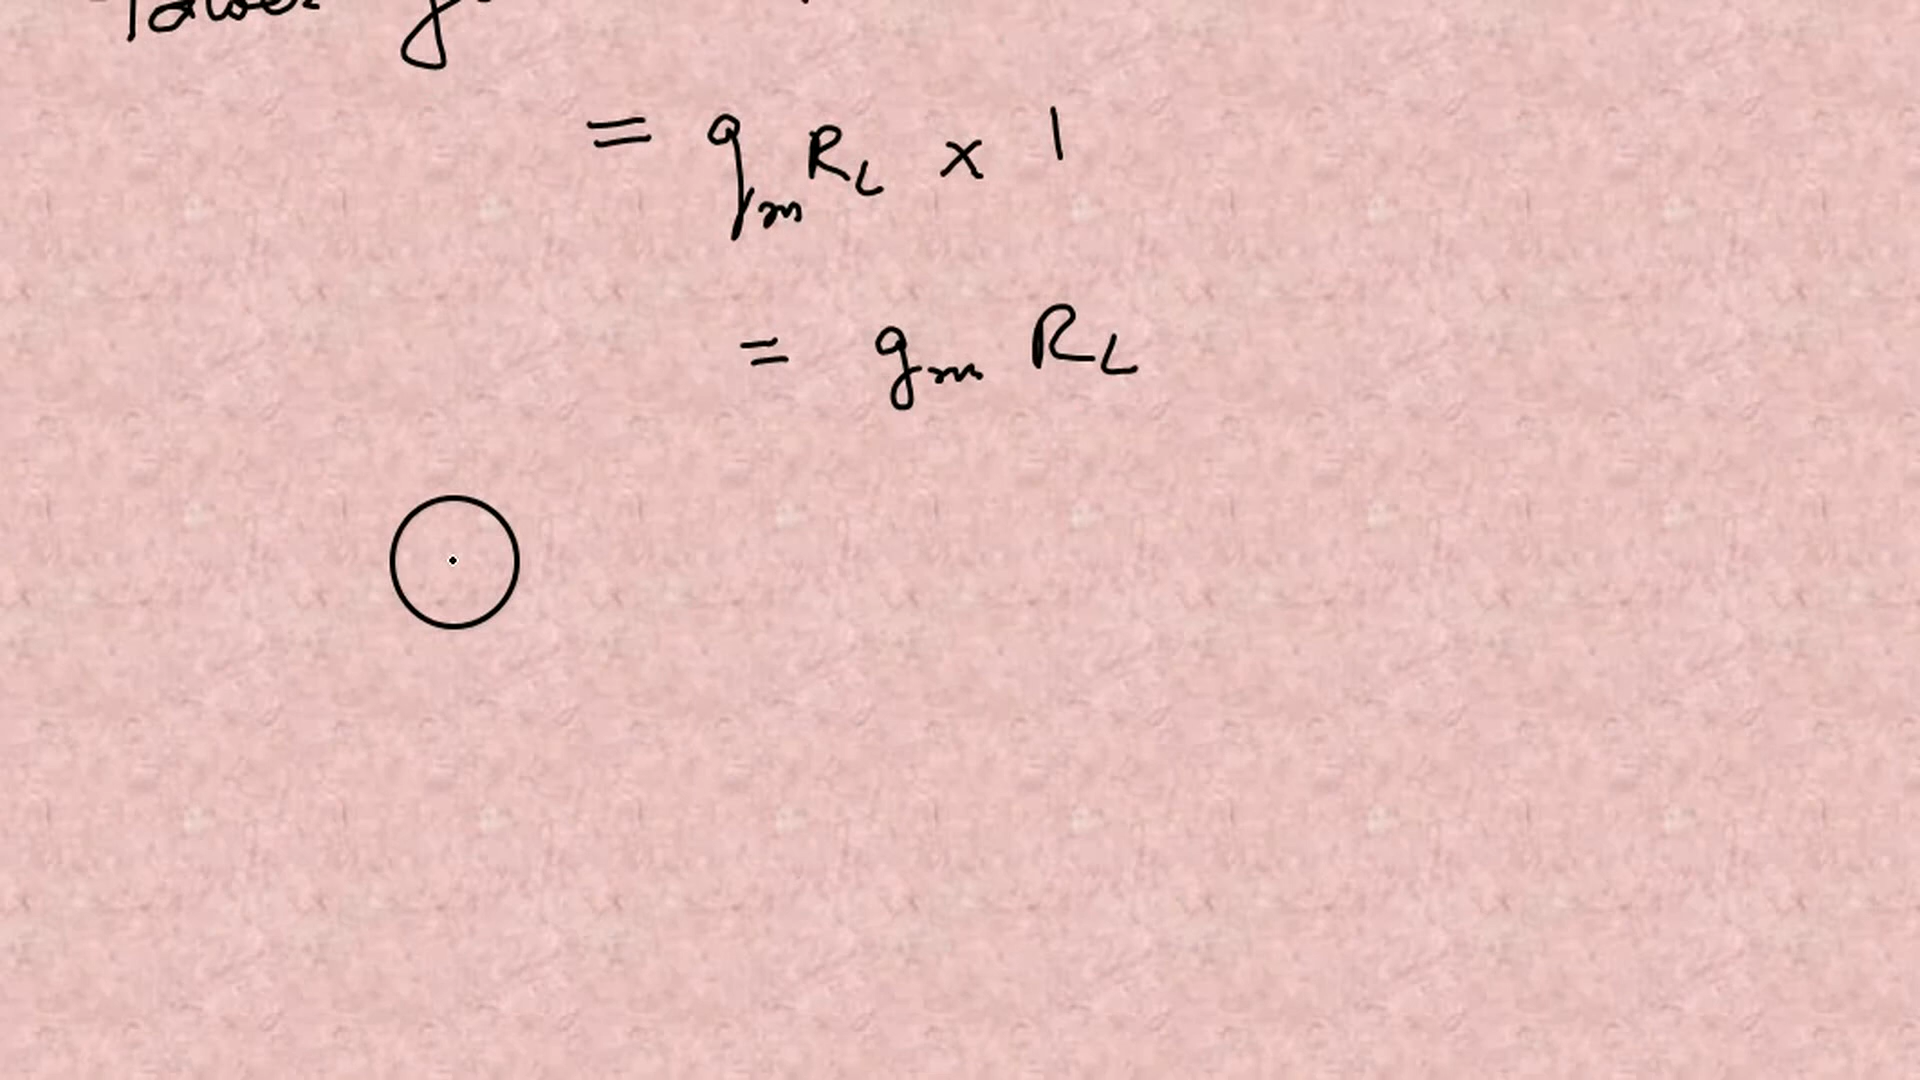 = gm RL × 1
= gm RL